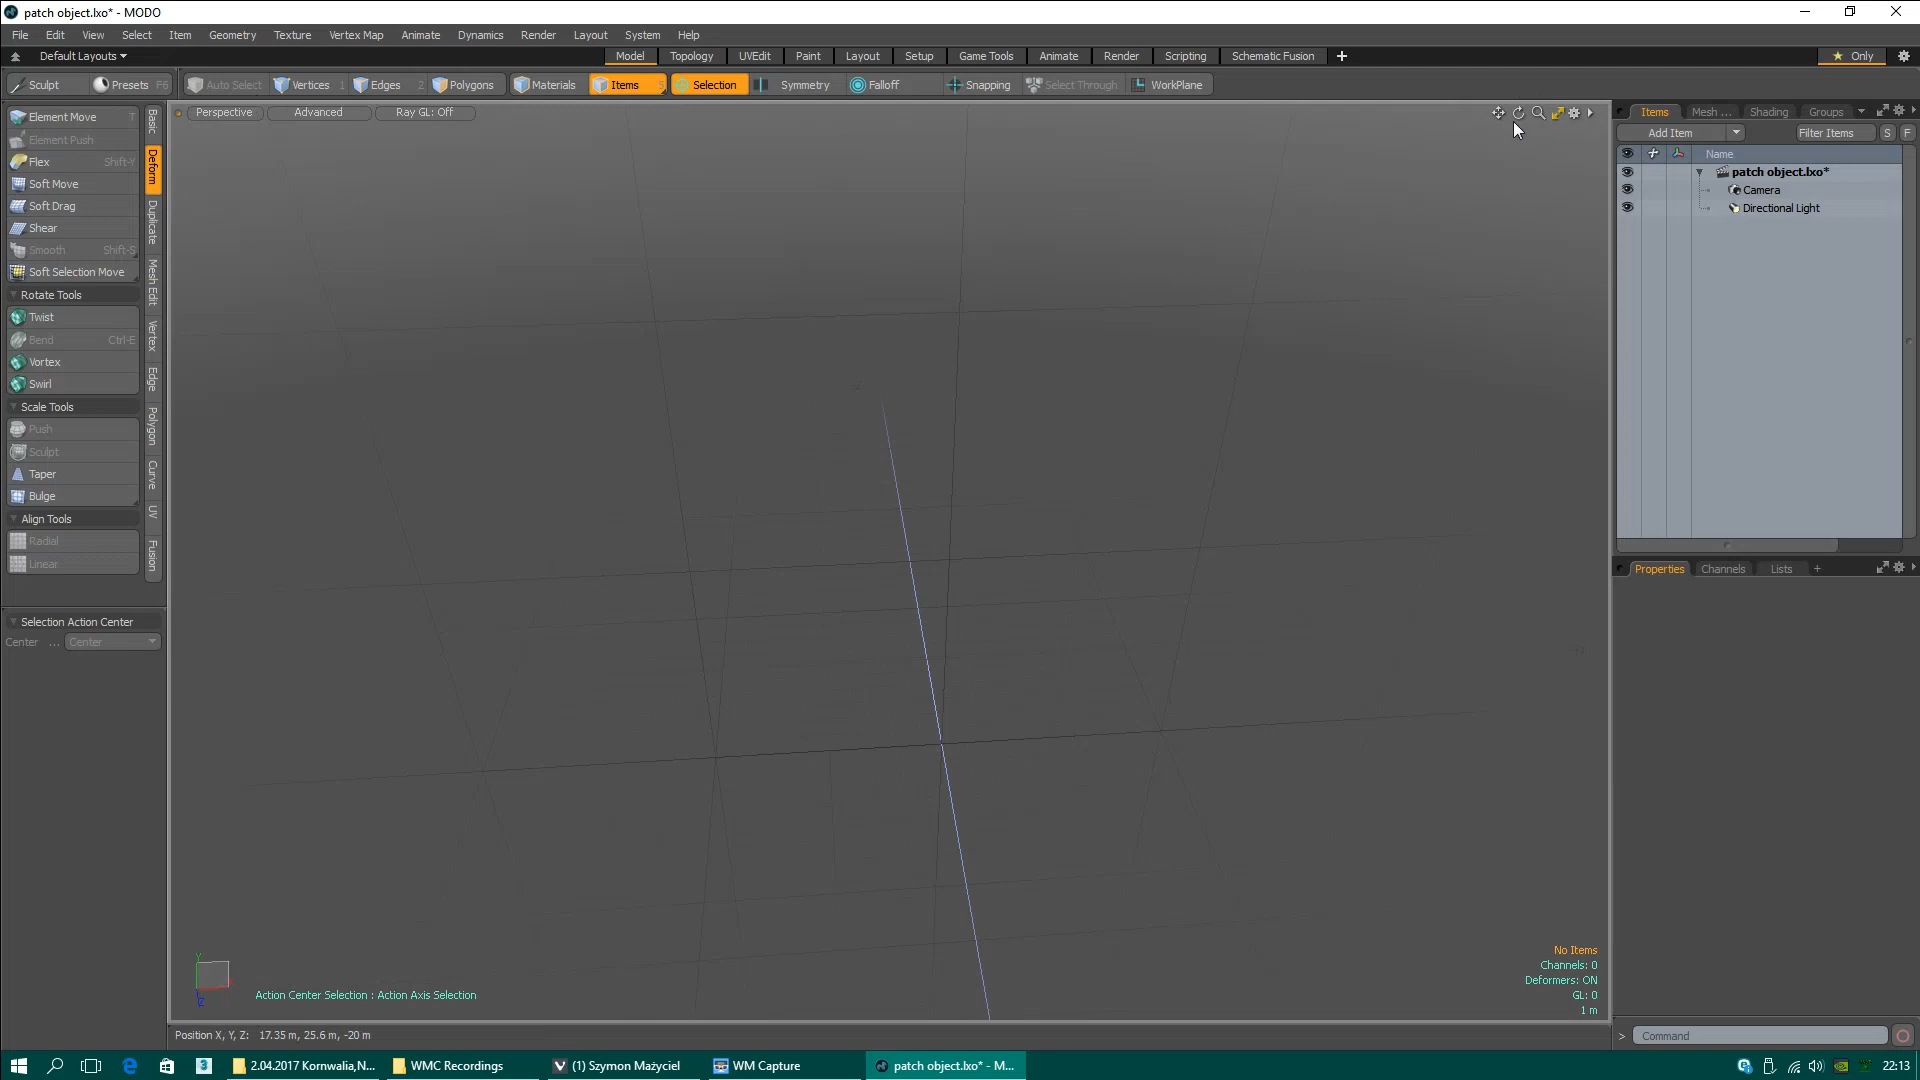 patch object.lxo* - MODO
File Edit View Select Item Geometry Texture Vertex Map Animate Dynamics Render Layout System Help
Default Layouts Model Topology UVEdit Paint Layout Setup Game Tools Animate Render Scripting Schematic Fusion Only
Sculpt Presets F6 Auto Select Vertices 1 Edges 2 Polygons Materials Items 5 Selection Symmetry Falloff Snapping Select Through WorkPlane
Perspective Advanced Ray GL: Off
Element Move T
Element Push
Flex Shift-Y
Soft Move
Soft Drag
Shear
Smooth Shift-S
Soft Selection Move
Rotate Tools
Twist
Bend Ctrl-E
Vortex
Swirl
Scale Tools
Push
Sculpt
Taper
Bulge
Align Tools
Radial
Linear
Basic
Deform
Duplicate
Mesh Edit
Vertex
Edge
Polygon
Curve
UV
Fusion
Selection Action Center
Center ... Center
Items Mesh ... Shading Groups
Add Item Filter Items S F
Name
patch object.lxo*
Camera
Directional Light
Properties Channels Lists +
No Items
Channels: 0
Deformers: ON
GL: 0
1 m
Y
Z
Action Center Selection : Action Axis Selection
Position X, Y, Z: 17.35 m, 25.6 m, -20 m
> Command
2.04.2017 Kornwalia,N... WMC Recordings (1) Szymon Mażyciel WM Capture patch object.lxo* - M... 22:13